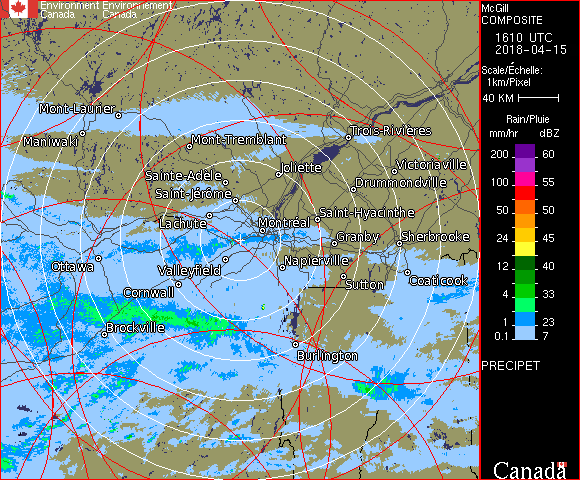 Environment Environnement
Canada Canada
McGill
COMPOSITE
1610 UTC
2018-04-15
Scale/Échelle:
1km/Pixel
40 KM
Rain/Pluie
mm/hr dBZ
200 60
55
100 55
50 50
24 45
12 40
4 33
1 23
0.1 7
PRECIPET
Canada
Mont-Laurier
Maniwaki
Mont-Tremblant
Trois-Rivières
Joliette
Victoriaville
Sainte-Adèle
Drummondville
Saint-Jérôme
Lachute
Saint-Hyacinthe
Montréal
Granby
Sherbrooke
Ottawa
Valleyfield
Napierville
Cornwall
Sutton
Coaticook
Brockville
Burlington